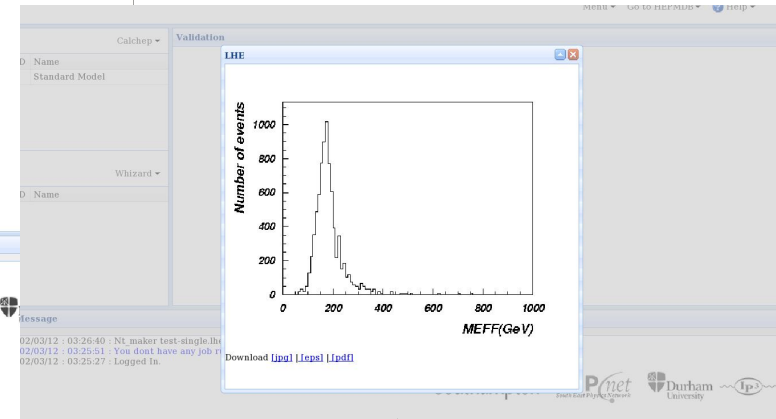 Menu Go to HEPMDB Help
Calchep
Validation
D Name
Standard Model
Whizard
D Name
LHE
Number of events
1000
800
600
400
200
0
0 200 400 600 800 1000
MEFF(GeV)
Download [jpg] | [eps] | [pdf]
Message
02/03/12 : 03:26:40 : Nt_maker test-single.lhe
02/03/12 : 03:25:51 : You dont have any job
02/03/12 : 03:25:27 : Logged In.
Pnet
Durham
University
IP3